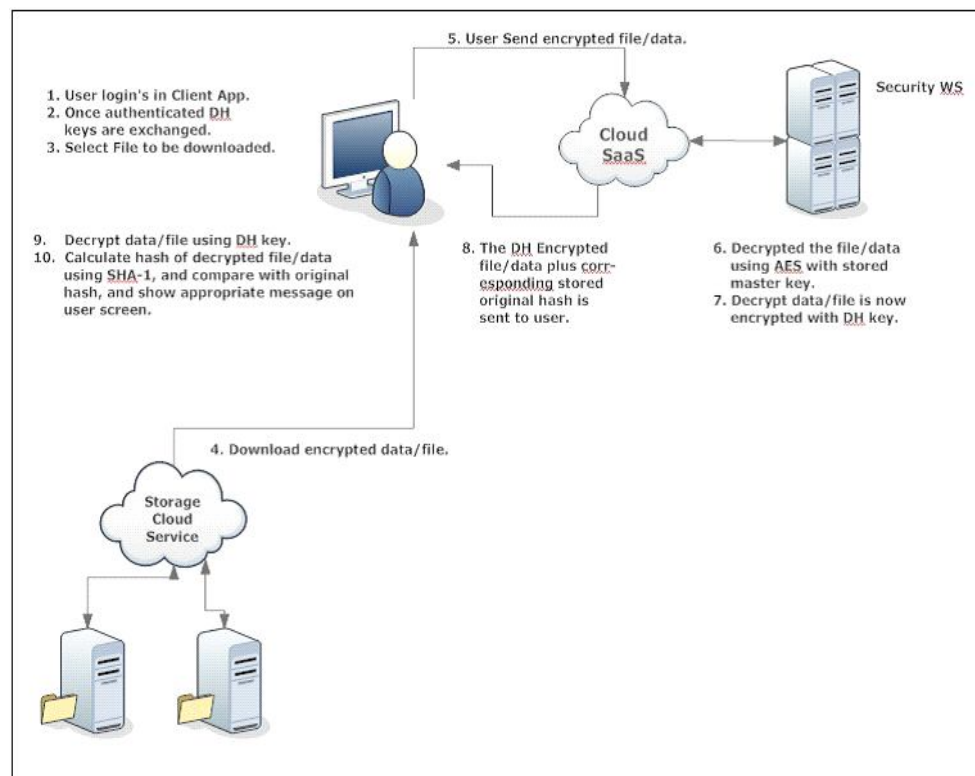 5. User Send encrypted file/data.
1. User login's in Client App.
2. Once authenticated DH
keys are exchanged.
3. Select File to be downloaded.
Cloud
SaaS
Security WS
9. Decrypt data/file using DH key.
10. Calculate hash of decrypted file/data
using SHA-1, and compare with original
hash, and show appropriate message on
user screen.
8. The DH Encrypted
file/data plus corr-
esponding stored
original hash is
sent to user.
6. Decrypted the file/data
using AES with stored
master key.
7. Decrypt data/file is now
encrypted with DH key.
4. Download encrypted data/file.
Storage
Cloud
Service